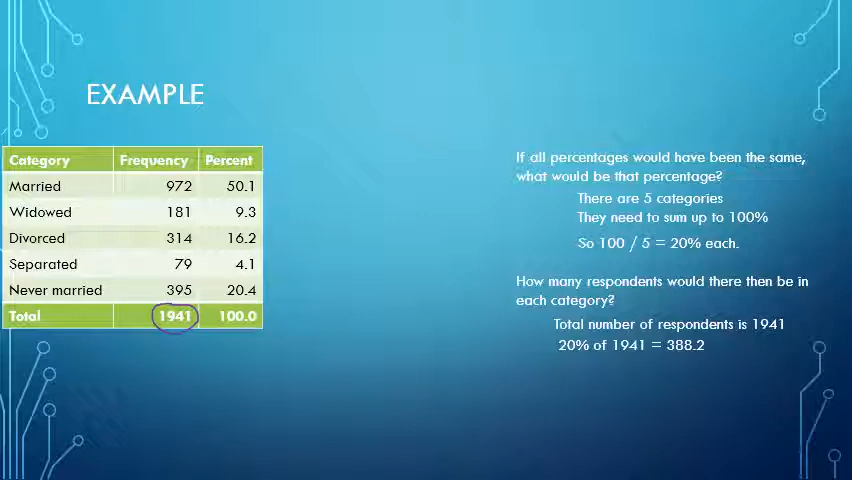 EXAMPLE
Category Frequency Percent
Married 972 50.1
Widowed 181 9.3
Divorced 314 16.2
Separated 79 4.1
Never married 395 20.4
Total 1941 100.0
If all percentages would have been the same,
what would be that percentage?
There are 5 categories
They need to sum up to 100%
So 100 / 5 = 20% each.
How many respondents would there then be in
each category?
Total number of respondents is 1941
20% of 1941 = 388.2